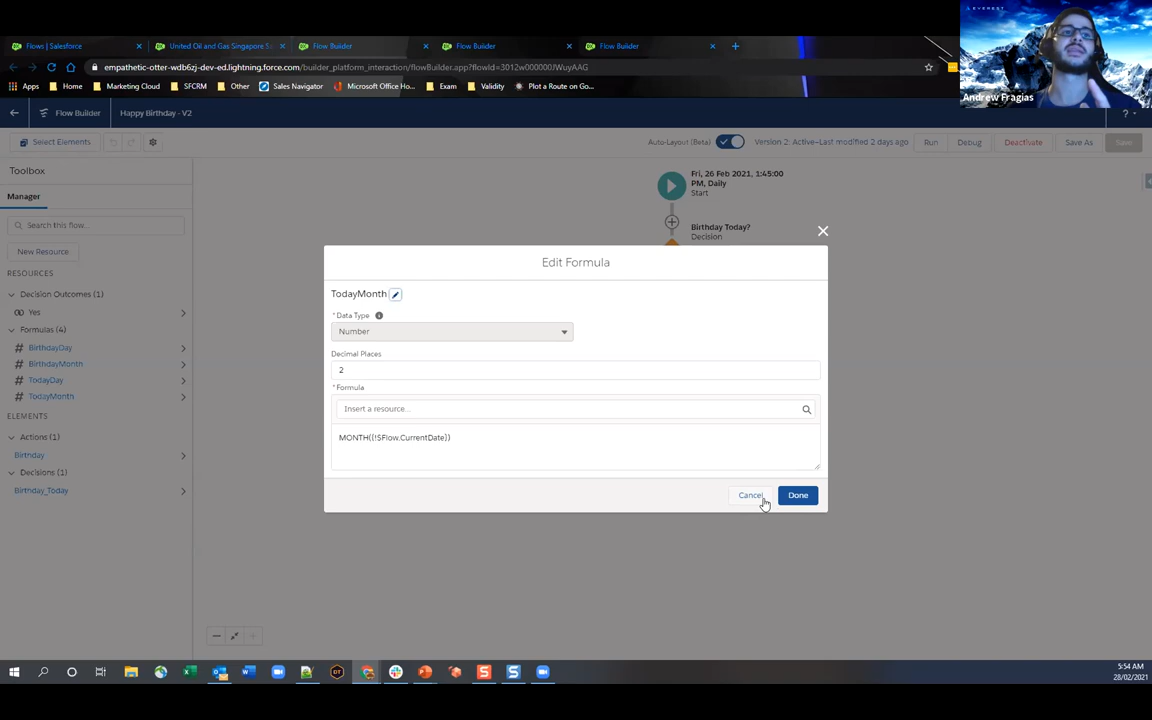 LEVEREST
Andrew Fragias
Flows | Salesforce
United Oil and Gas Singapore Sa
Flow Builder
Flow Builder
Flow Builder
empathetic-otter-wdb6zj-dev-ed.lightning.force.com/builder_platform_interaction/flowBuilder.app?flowId=3012w000000JWuyAAG
Apps
Home
Marketing Cloud
SFCRM
Other
Sales Navigator
Microsoft Office Ho...
Exam
Validity
Plot a Route on Go...
Flow Builder
Happy Birthday - V2
?
Select Elements
Auto-Layout (Beta)
Version 2: Active—Last modified 2 days ago
Run
Debug
Deactivate
Save As
Save
Toolbox
Manager
Search this flow...
New Resource
RESOURCES
Decision Outcomes (1)
Yes
Formulas (4)
# BirthdayDay
# BirthdayMonth
# TodayDay
# TodayMonth
ELEMENTS
Actions (1)
Birthday
Decisions (1)
Birthday_Today
Fri, 26 Feb 2021, 1:45:00
PM, Daily
Start
Birthday Today?
Decision
Edit Formula
TodayMonth
* Data Type
Number
Decimal Places
2
* Formula
Insert a resource...
MONTH({!$Flow.CurrentDate})
Cancel
Done
5:54 AM
28/02/2021